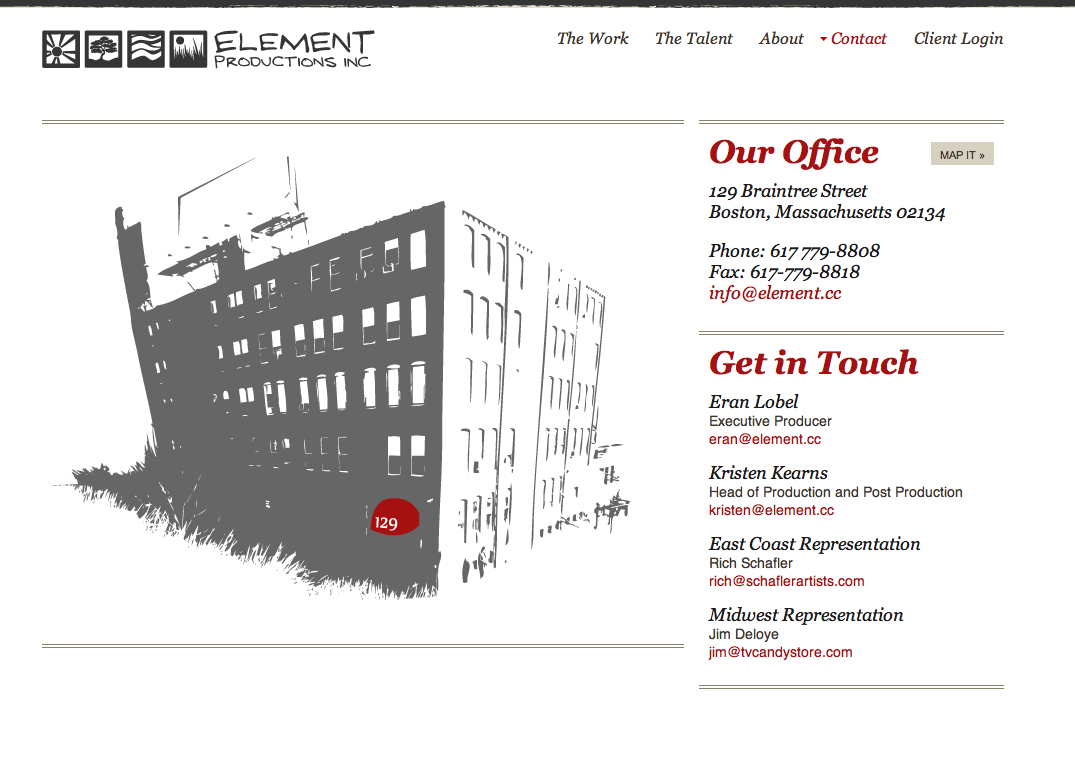 ELEMENT
PRODUCTIONS INC
The Work
The Talent
About
Contact
Client Login
129
Our Office
MAP IT »
129 Braintree Street
Boston, Massachusetts 02134
Phone: 617 779-8808
Fax: 617-779-8818
info@element.cc
Get in Touch
Eran Lobel
Executive Producer
eran@element.cc
Kristen Kearns
Head of Production and Post Production
kristen@element.cc
East Coast Representation
Rich Schafler
rich@schaflerartists.com
Midwest Representation
Jim Deloye
jim@tvcandystore.com